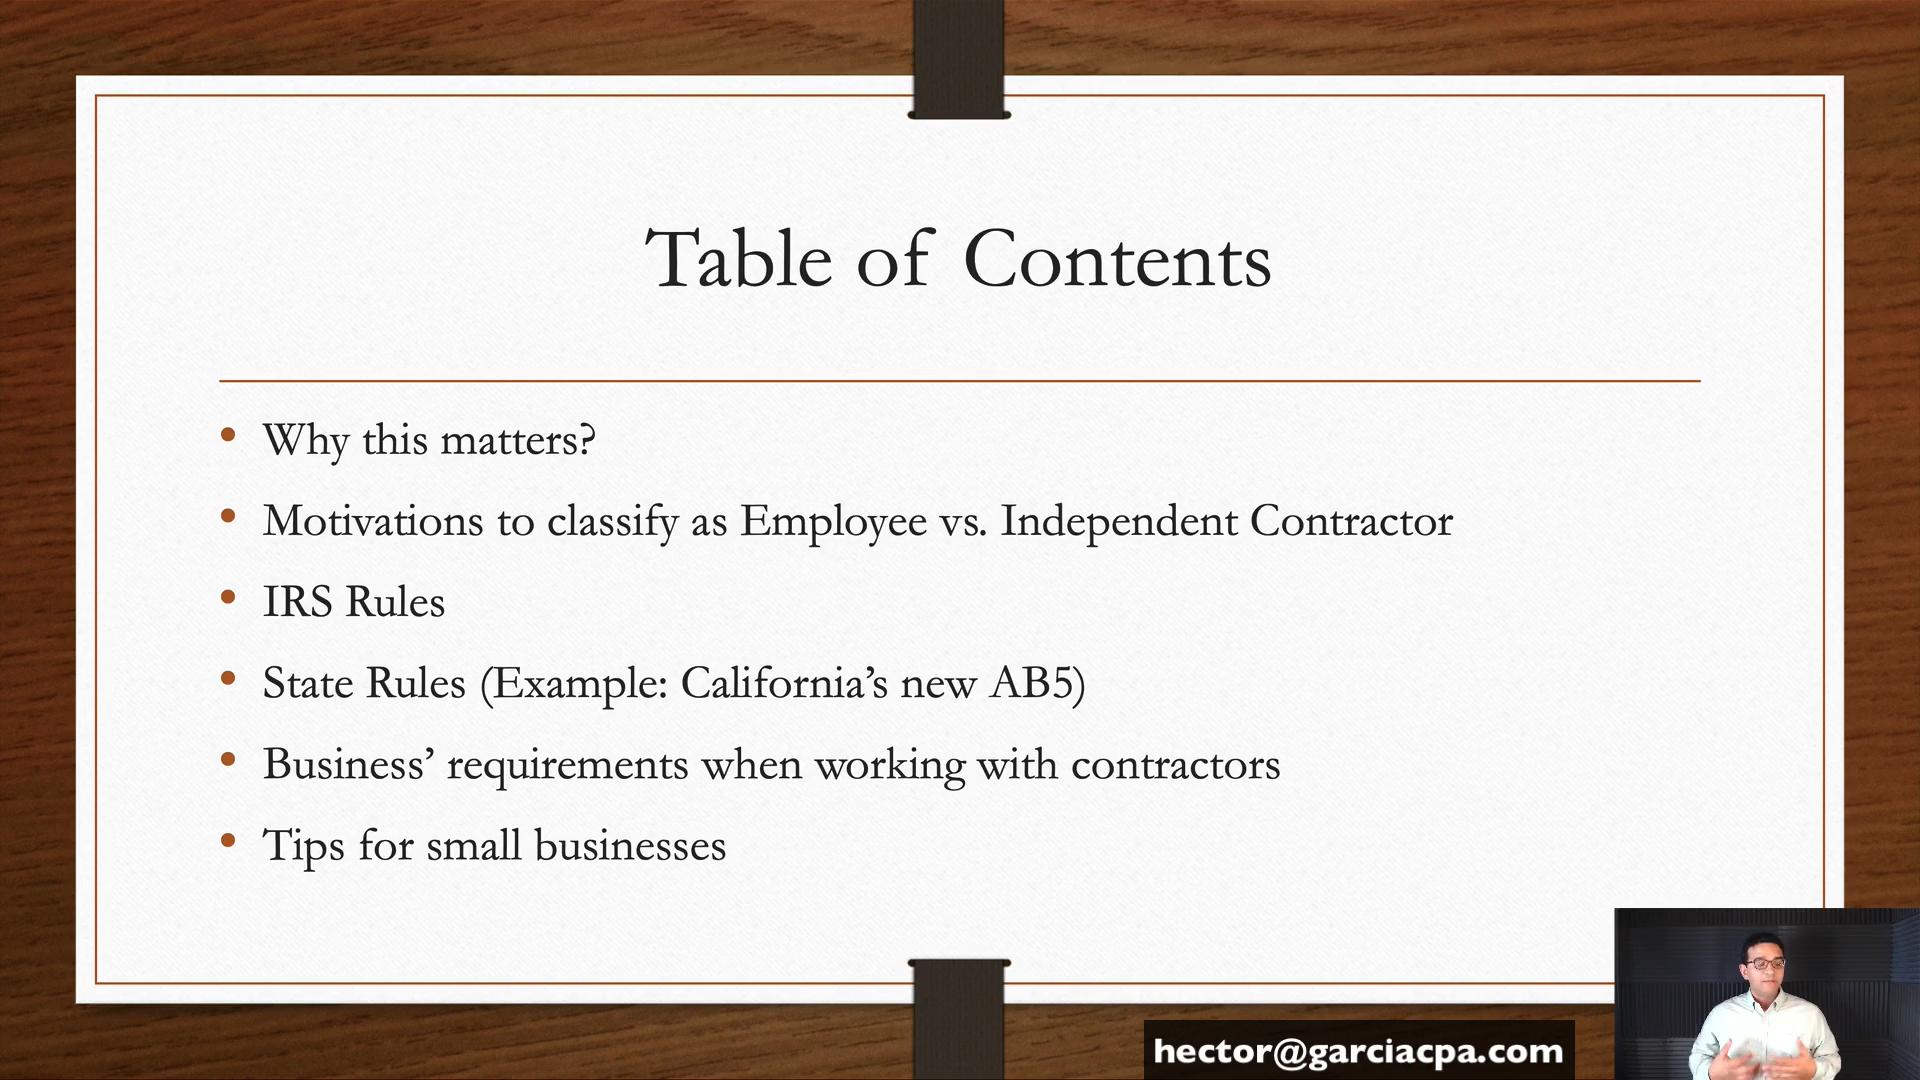 Table of Contents
• Why this matters?
• Motivations to classify as Employee vs. Independent Contractor
• IRS Rules
• State Rules (Example: California’s new AB5)
• Business’ requirements when working with contractors
• Tips for small businesses
hector@garciacpa.com